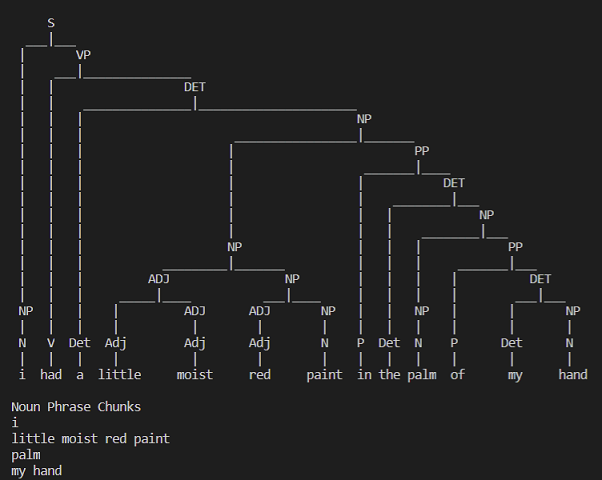 S
VP
DET
NP
PP
DET
NP
NP PP
ADJ NP DET
NP ADJ ADJ NP NP NP
N V Det Adj Adj Adj N P Det N P Det N
i had a little moist red paint in the palm of my hand
Noun Phrase Chunks
i
little moist red paint
palm
my hand